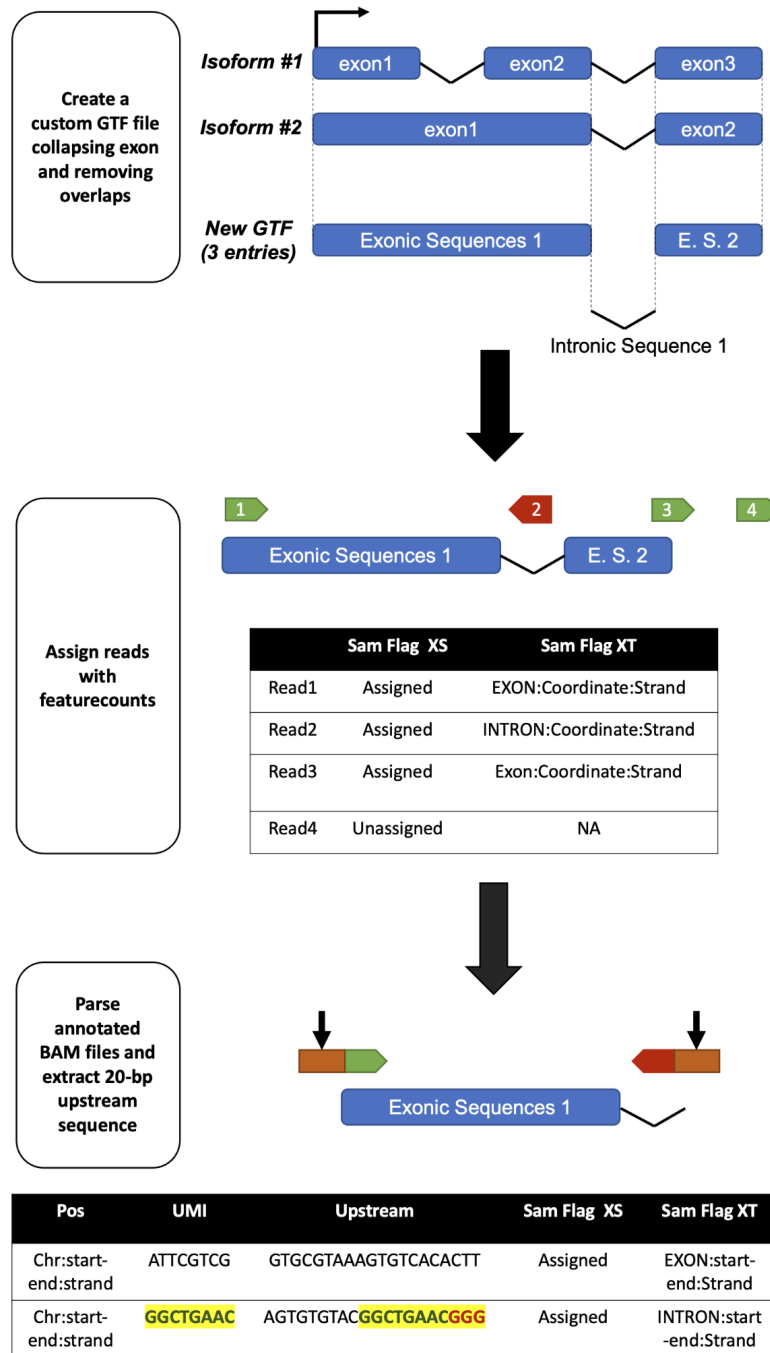 Create a
custom GTF file
collapsing exon
and removing
overlaps
Isoform #1
exon1
exon2
exon3
Isoform #2
exon1
exon2
New GTF
(3 entries)
Exonic Sequences 1
E. S. 2
Intronic Sequence 1
Assign reads
with
featurecounts
1
2
3
4
Exonic Sequences 1
E. S. 2
Sam Flag XS Sam Flag XT
Read1 Assigned EXON:Coordinate:Strand
Read2 Assigned INTRON:Coordinate:Strand
Read3 Assigned Exon:Coordinate:Strand
Read4 Unassigned NA
Parse
annotated
BAM files and
extract 20-bp
upstream
sequence
Exonic Sequences 1
Pos UMI Upstream Sam Flag XS Sam Flag XT
Chr:start- ATTCGTCG GTGCGTAAAGTGTCACACTT Assigned EXON:start-
end:strand end:Strand
Chr:start- GGCTGAAC AGTGTGTACGGCTGAACGGG Assigned INTRON:start
end:strand -end:Strand